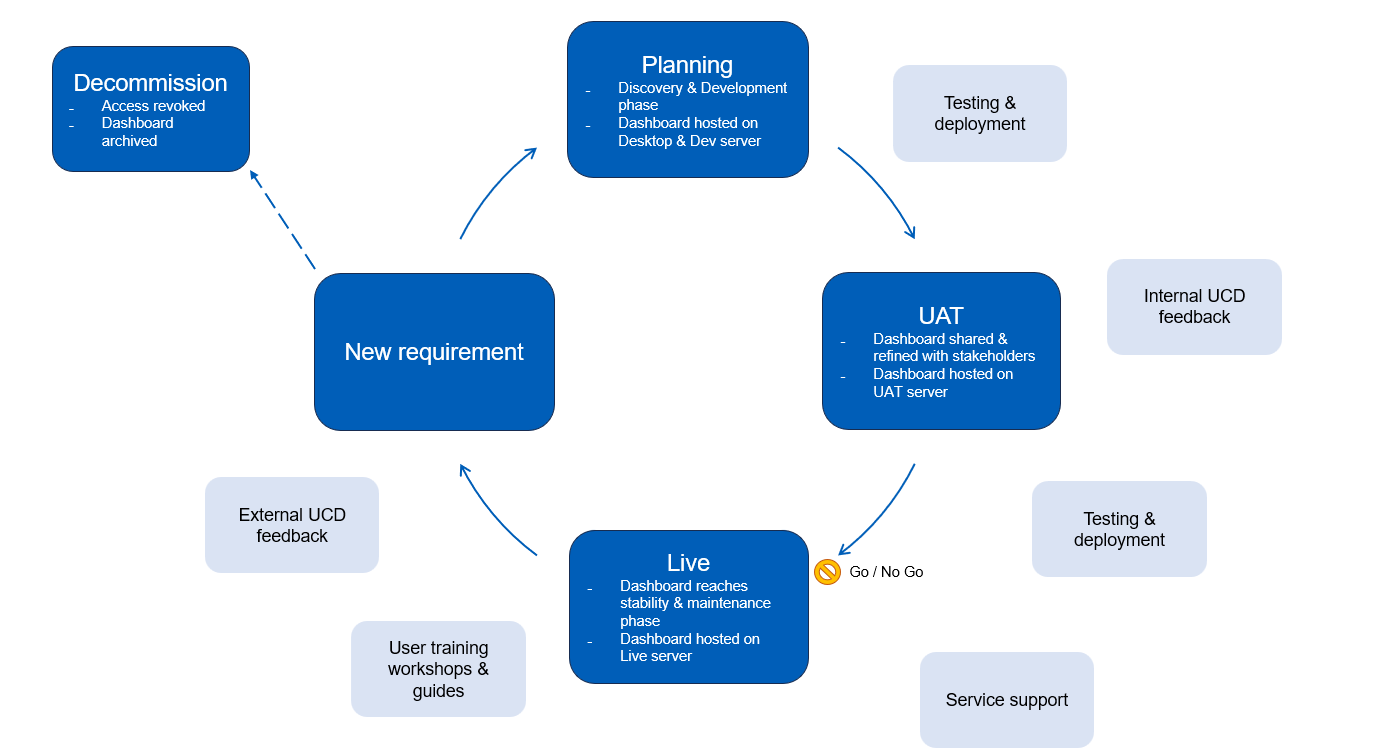 Decommission
- Access revoked
- Dashboard
archived
Planning
- Discovery & Development
phase
- Dashboard hosted on
Desktop & Dev server
Testing &
deployment
New requirement
UAT
- Dashboard shared &
refined with stakeholders
- Dashboard hosted on
UAT server
Internal UCD
feedback
External UCD
feedback
Live
- Dashboard reaches
stability & maintenance
phase
- Dashboard hosted on
Live server
Go / No Go
Testing &
deployment
User training
workshops &
guides
Service support